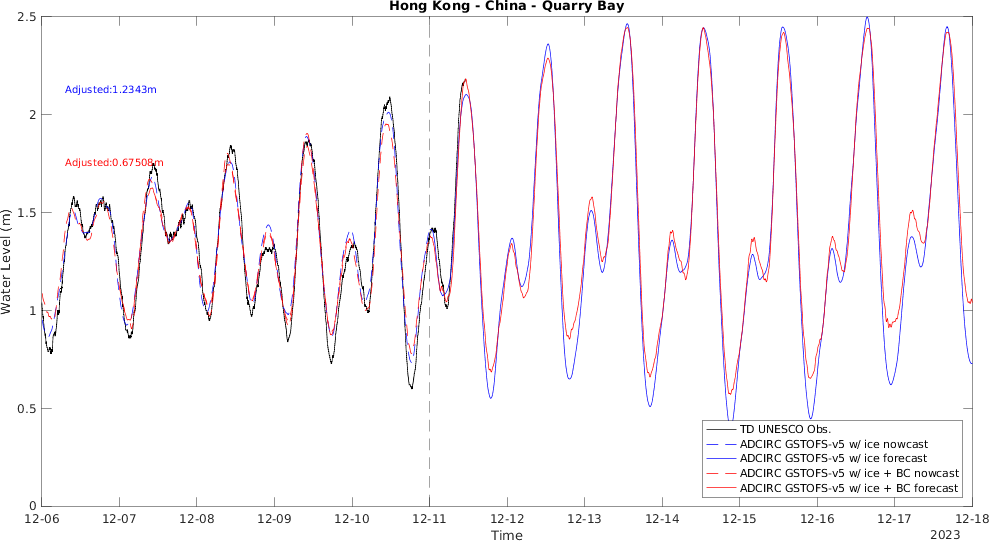 Hong Kong - China - Quarry Bay
2.5
Adjusted:1.2343m
2
Adjusted:0.67508m
1.5
Water Level (m)
1
0.5
0
TD UNESCO Obs.
ADCIRC GSTOFS-v5 w/ ice nowcast
ADCIRC GSTOFS-v5 w/ ice forecast
ADCIRC GSTOFS-v5 w/ ice + BC nowcast
ADCIRC GSTOFS-v5 w/ ice + BC forecast
12-06 12-07 12-08 12-09 12-10 12-11 12-12 12-13 12-14 12-15 12-16 12-17 12-18
Time
2023